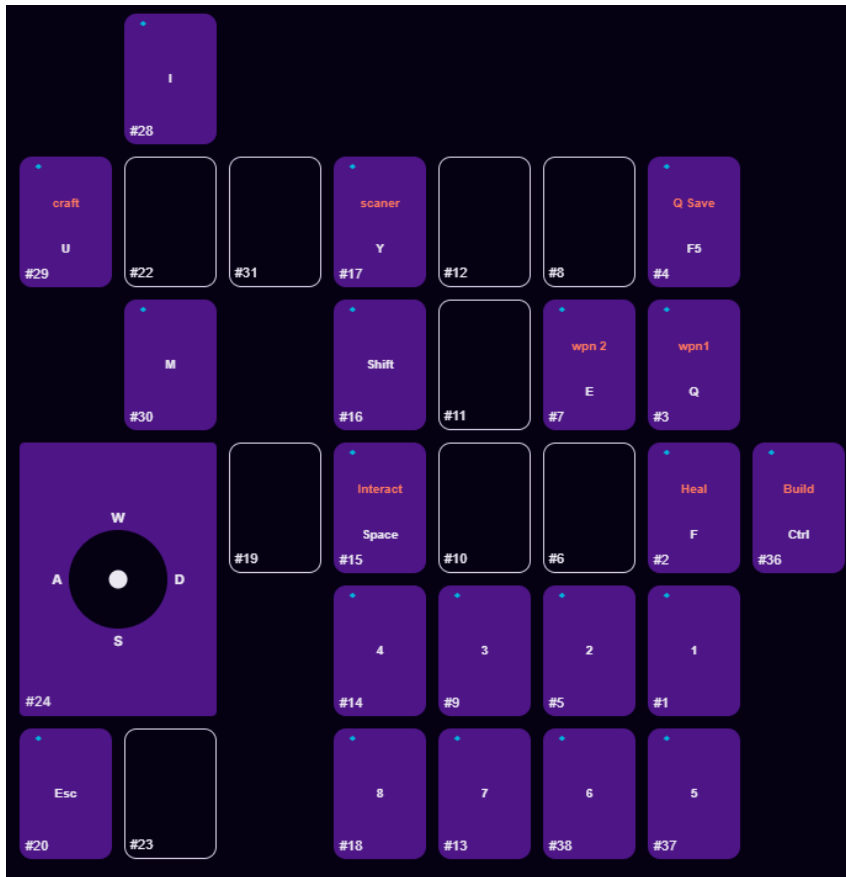 I
#28
craft
U
#29
#22
#31
scaner
Y
#17
#12
#8
Q Save
F5
#4
M
#30
Shift
#16
#11
wpn 2
E
#7
wpn1
Q
#3
W
A
D
S
#24
#19
Interact
Space
#15
#10
#6
Heal
F
#2
Build
Ctrl
#36
4
#14
3
#9
2
#5
1
#1
Esc
#20
#23
8
#18
7
#13
6
#38
5
#37